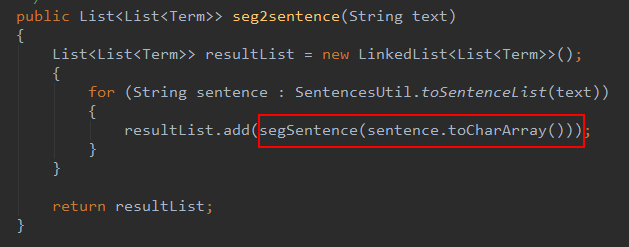 public List<List<Term>> seg2sentence(String text)
{
List<List<Term>> resultList = new LinkedList<List<Term>>();
{
for (String sentence : SentencesUtil.toSentenceList(text))
{
resultList.add(segSentence(sentence.toCharArray()));
}
}
return resultList;
}